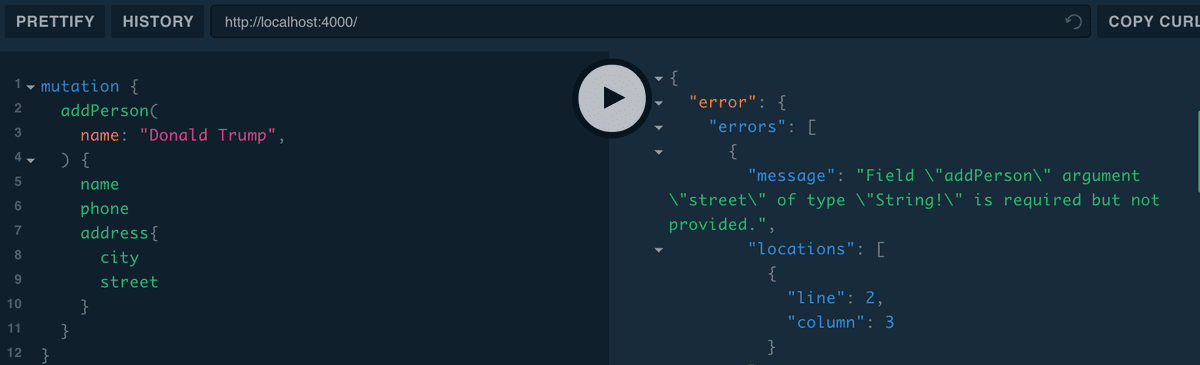 PRETTIFY HISTORY http://localhost:4000/ COPY CURL
1 mutation {
2 addPerson(
3 name: "Donald Trump",
4 ) {
5 name
6 phone
7 address{
8 city
9 street
10 }
11 }
12 }
{
"error": {
"errors": [
{
"message": "Field \"addPerson\" argument
\"street\" of type \"String!\" is required but not
provided.",
"locations": [
{
"line": 2,
"column": 3
}